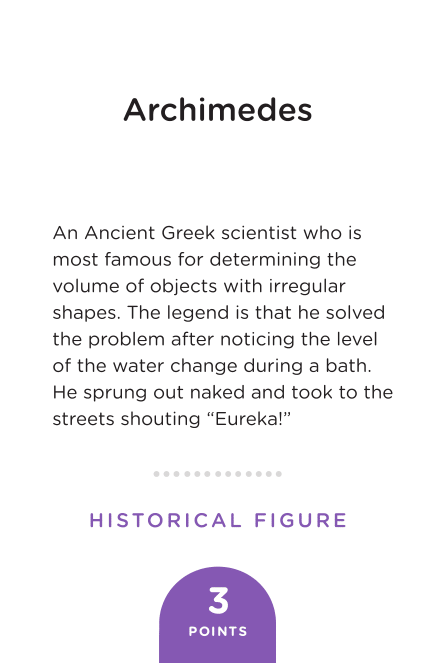 Archimedes
An Ancient Greek scientist who is
most famous for determining the
volume of objects with irregular
shapes. The legend is that he solved
the problem after noticing the level
of the water change during a bath.
He sprung out naked and took to the
streets shouting “Eureka!”
HISTORICAL FIGURE
3
POINTS